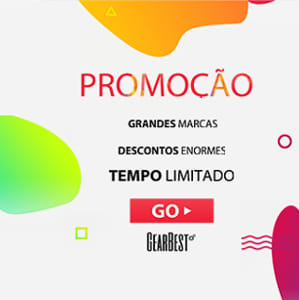 PROMOÇÃO
GRANDES MARCAS
DESCONTOS ENORMES
TEMPO LIMITADO
GO
GEARBEST